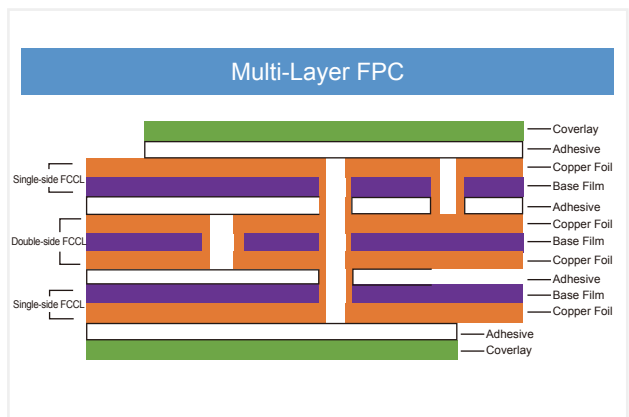 Multi-Layer FPC
Coverlay
Adhesive
Copper Foil
Single-side FCCL
Base Film
Adhesive
Copper Foil
Double-side FCCL
Base Film
Copper Foil
Adhesive
Base Film
Single-side FCCL
Copper Foil
Adhesive
Coverlay